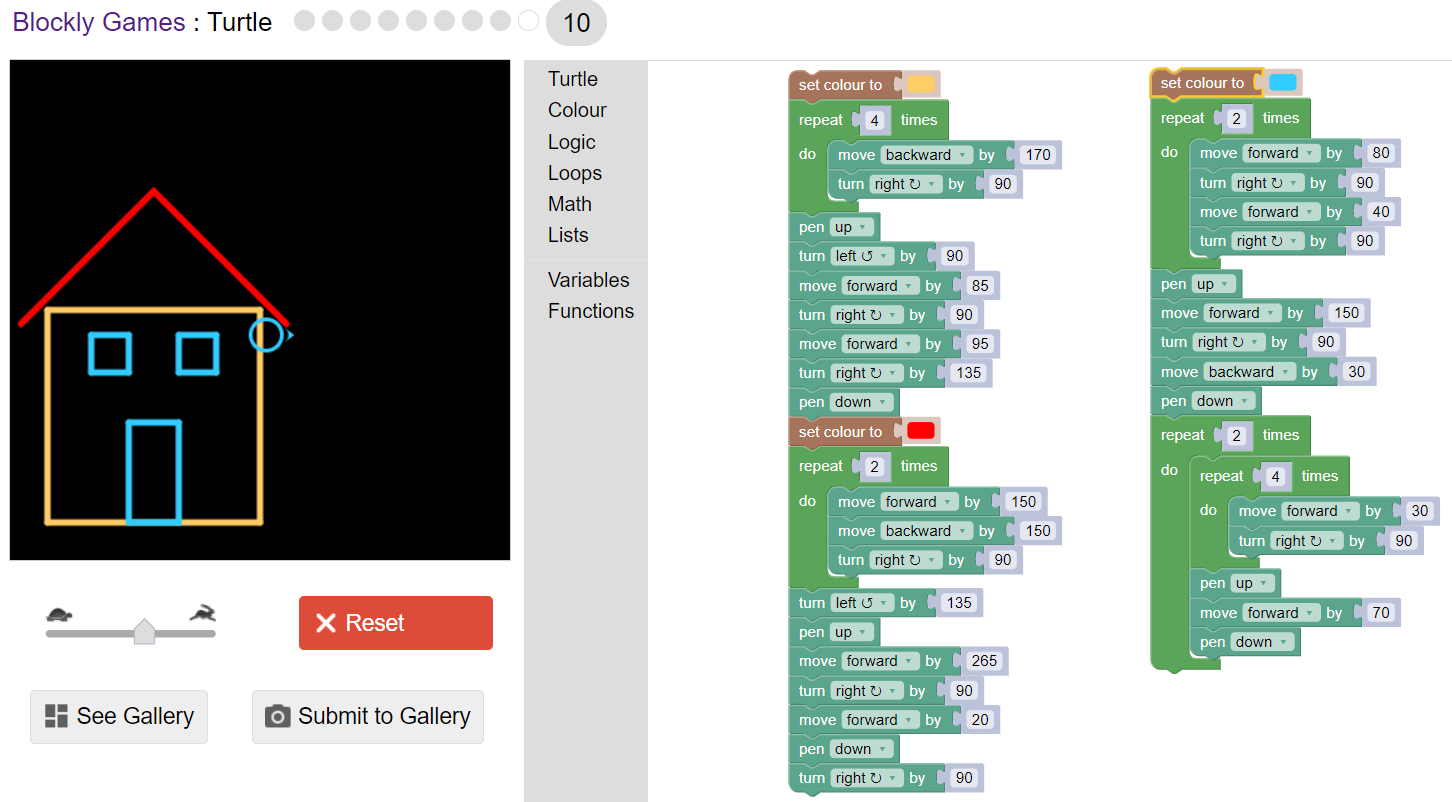 Blockly Games : Turtle 10
Turtle
Colour
Logic
Loops
Math
Lists
Variables
Functions
set colour to
repeat 4 times
do move backward by 170
turn right ↻ by 90
pen up
turn left ↺ by 90
move forward by 85
turn right ↻ by 90
move forward by 95
turn right ↻ by 135
pen down
set colour to
repeat 2 times
do move forward by 150
move backward by 150
turn right ↻ by 90
turn left ↺ by 135
pen up
move forward by 265
turn right ↻ by 90
move forward by 20
pen down
turn right ↻ by 90
set colour to
repeat 2 times
do move forward by 80
turn right ↻ by 90
move forward by 40
turn right ↻ by 90
pen up
move forward by 150
turn right ↻ by 90
move backward by 30
pen down
repeat 2 times
do repeat 4 times
do move forward by 30
turn right ↻ by 90
pen up
move forward by 70
pen down
Reset
See Gallery
Submit to Gallery